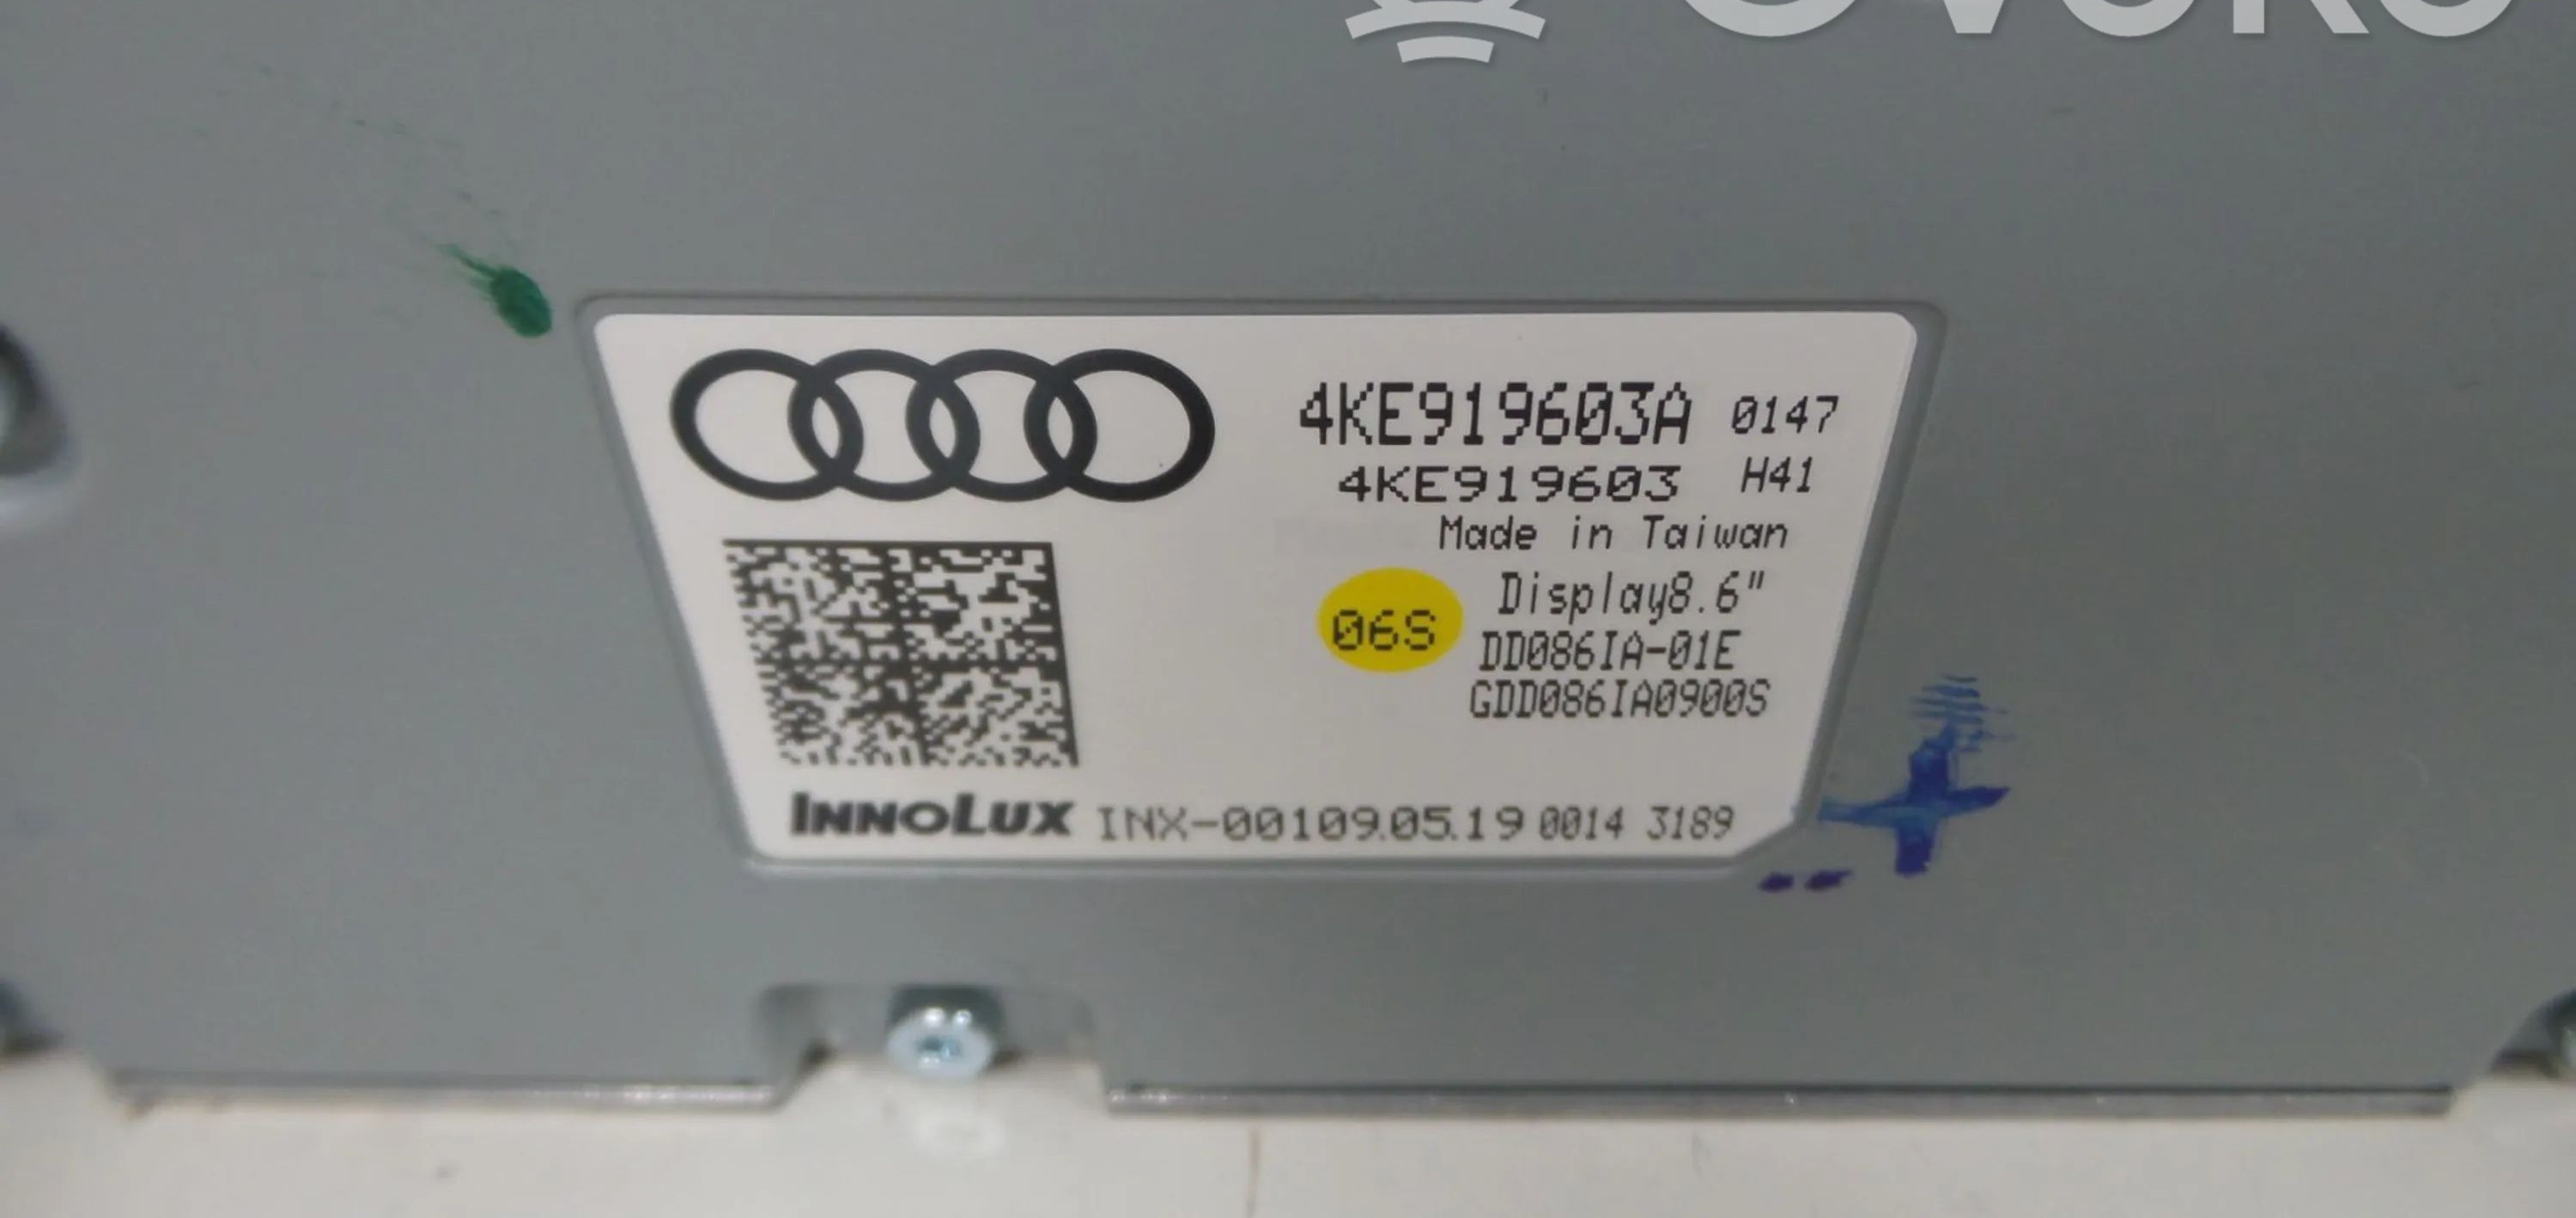 4KE919603A 0147
4KE919603 H41
Made in Taiwan
Display8.6"
06S
DD086IA-01E
GDD086IA0900S
INNOLUX INX-00109.05.19 0014 3189